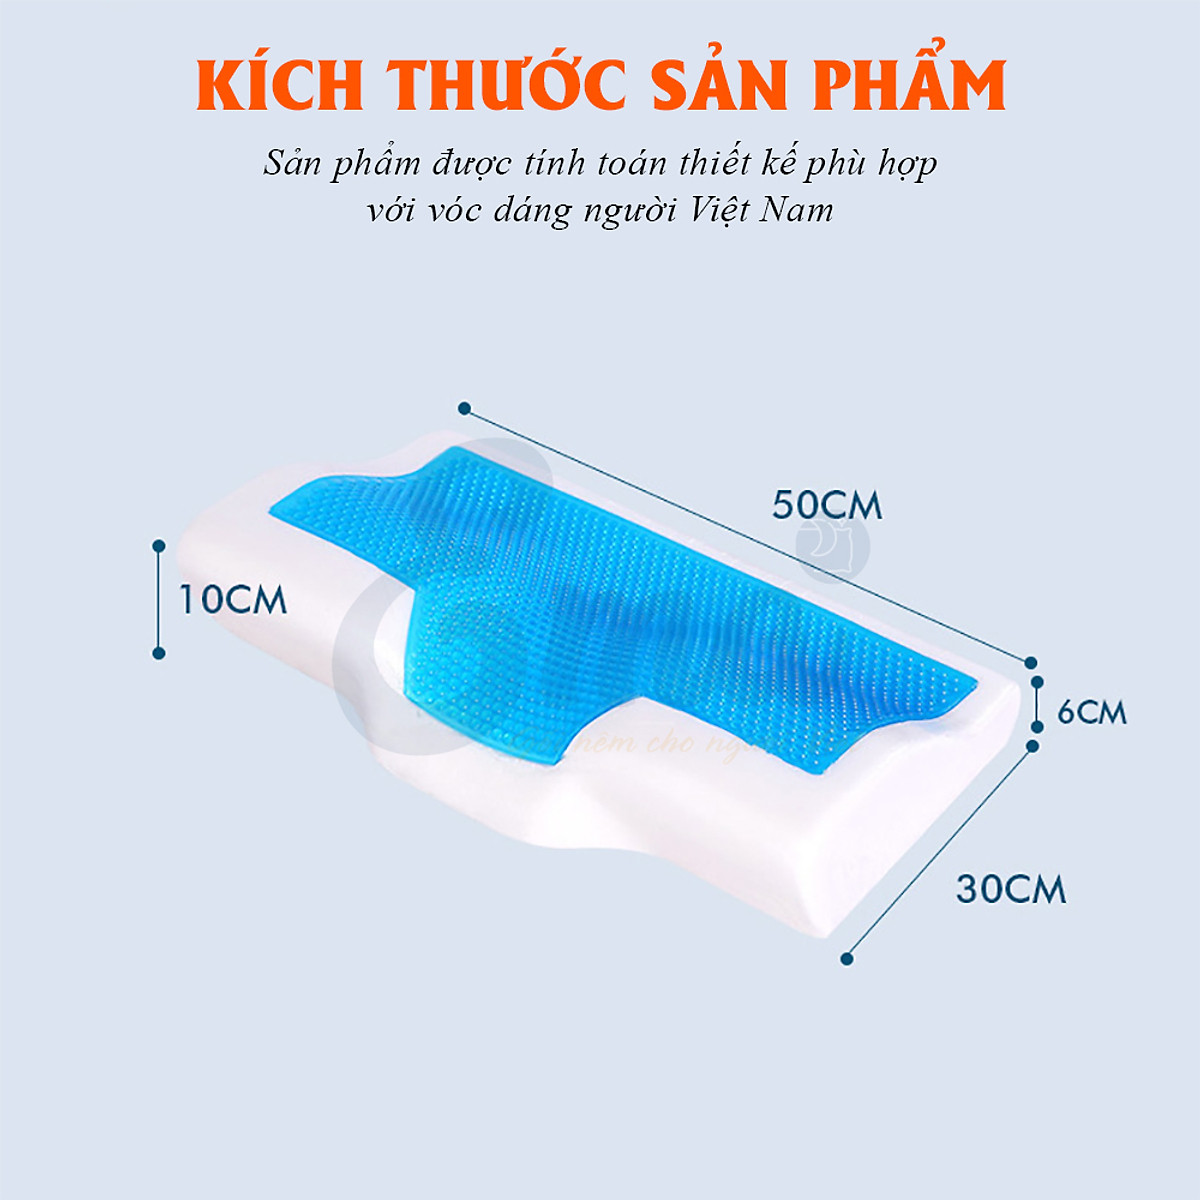 KÍCH THƯỚC SẢN PHẨM
Sản phẩm được tính toán thiết kế phù hợp
với vóc dáng người Việt Nam
50CM
10CM
6CM
cho
30CM